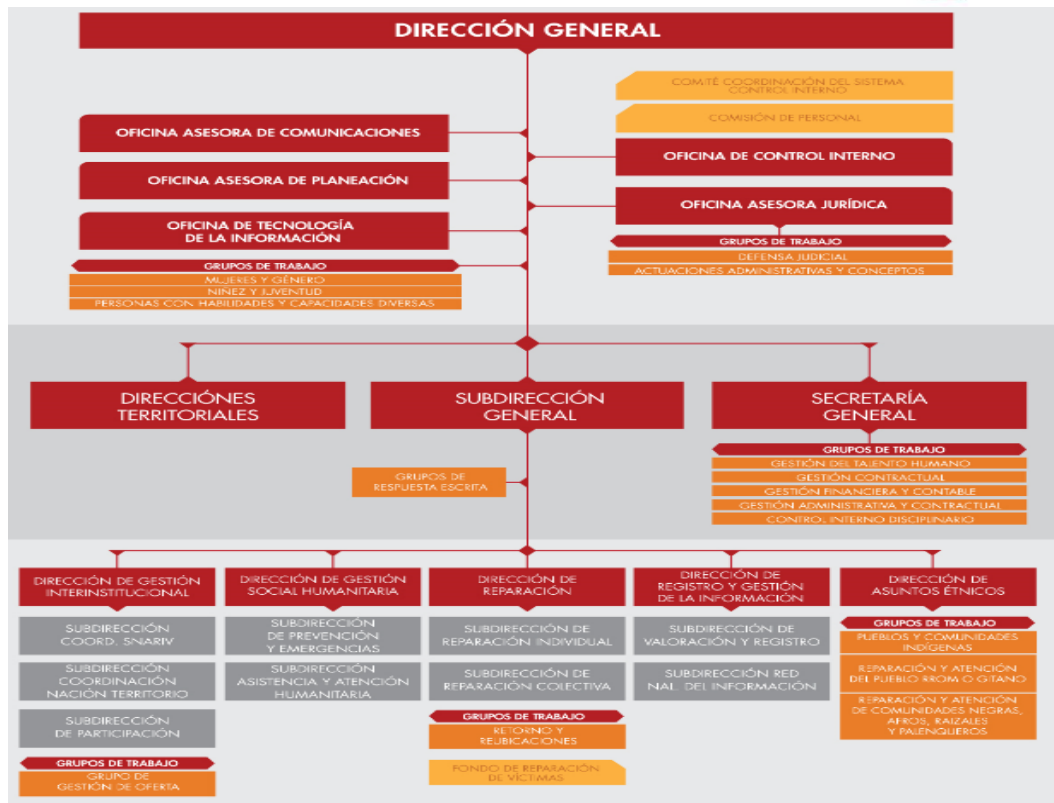 DIRECCIÓN GENERAL
COMITÉ COORDINACIÓN DEL SISTEMA
CONTROL INTERNO
COMISIÓN DE PERSONAL
OFICINA ASESORA DE COMUNICACIONES
OFICINA DE CONTROL INTERNO
OFICINA ASESORA DE PLANEACIÓN
OFICINA ASESORA JURÍDICA
OFICINA DE TECNOLOGÍA
DE LA INFORMACIÓN
GRUPOS DE TRABAJO
DEFENSA JUDICIAL
ACTUACIONES ADMINISTRATIVAS Y CONCEPTOS
GRUPOS DE TRABAJO
MUJERES Y GÉNERO
NIÑEZ Y JUVENTUD
PERSONAS CON HABILIDADES Y CAPACIDADES DIVERSAS
DIRECCIÓNES
TERRITORIALES
SUBDIRECCIÓN
GENERAL
SECRETARÍA
GENERAL
GRUPOS DE TRABAJO
GESTIÓN DEL TALENTO HUMANO
GESTIÓN CONTRACTUAL
GESTIÓN FINANCIERA Y CONTABLE
GESTIÓN ADMINISTRATIVA Y CONTRACTUAL
CONTROL INTERNO DISCIPLINARIO
GRUPOS DE
RESPUESTA ESCRITA
DIRECCIÓN DE GESTIÓN
INTERINSTITUCIONAL
SUBDIRECCIÓN
COORD. SNARIV
SUBDIRECCIÓN
COORDINACIÓN
NACIÓN TERRITORIO
SUBDIRECCIÓN
DE PARTICIPACIÓN
GRUPOS DE TRABAJO
GRUPO DE
GESTIÓN DE OFERTA
DIRECCIÓN DE GESTIÓN
SOCIAL HUMANITARIA
SUBDIRECCIÓN
DE PREVENCIÓN
Y EMERGENCIAS
SUBDIRECCIÓN
ASISTENCIA Y ATENCIÓN
HUMANITARIA
DIRECCIÓN DE
REPARACIÓN
SUBDIRECCIÓN DE
REPARACIÓN INDIVIDUAL
SUBDIRECCIÓN DE
REPARACIÓN COLECTIVA
GRUPOS DE TRABAJO
RETORNO Y
REUBICACIONES
FONDO DE REPARACIÓN
DE VÍCTIMAS
DIRECCIÓN DE
REGISTRO Y GESTIÓN
DE LA INFORMACIÓN
SUBDIRECCIÓN DE
VALORACIÓN Y REGISTRO
SUBDIRECCIÓN RED
NAL. DEL INFORMACIÓN
DIRECCIÓN DE
ASUNTOS ÉTNICOS
GRUPOS DE TRABAJO
PUEBLOS Y COMUNIDADES
INDÍGENAS
REPARACIÓN Y ATENCIÓN
DEL PUEBLO RROM O GITANO
REPARACIÓN Y ATENCIÓN
DE COMUNIDADES NEGRAS,
AFROS, RAIZALES
Y PALENQUEROS